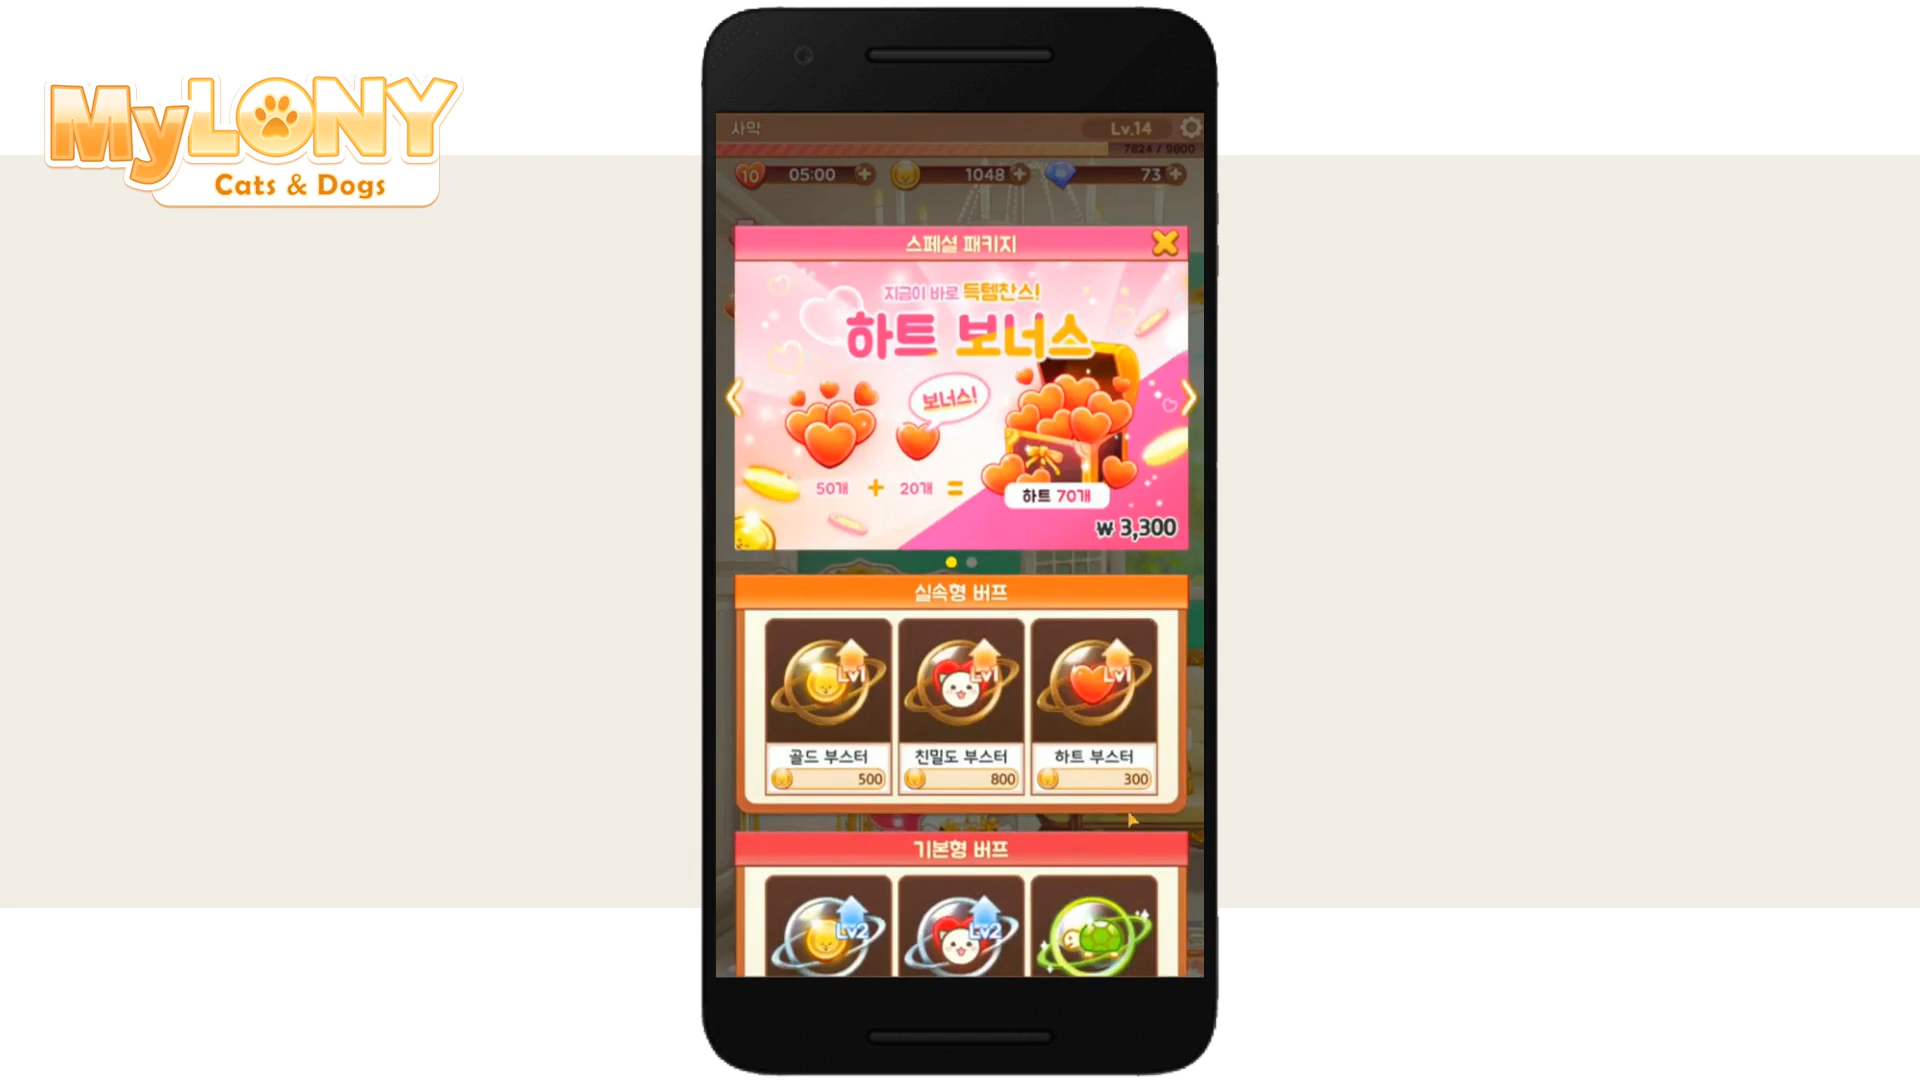 MyLONY
Cats & Dogs
사막
Lv.14
7824 / 9800
10 05:00 1048 73
스페셜 패키지
지금이 바로 득템찬스!
하트 보너스
보너스!
50개 + 20개 =
하트 70개
₩ 3,300
실속형 버프
LV1 LV1 LV1
골드 부스터 친밀도 부스터 하트 부스터
500 800 300
기본형 버프
LV2 LV2